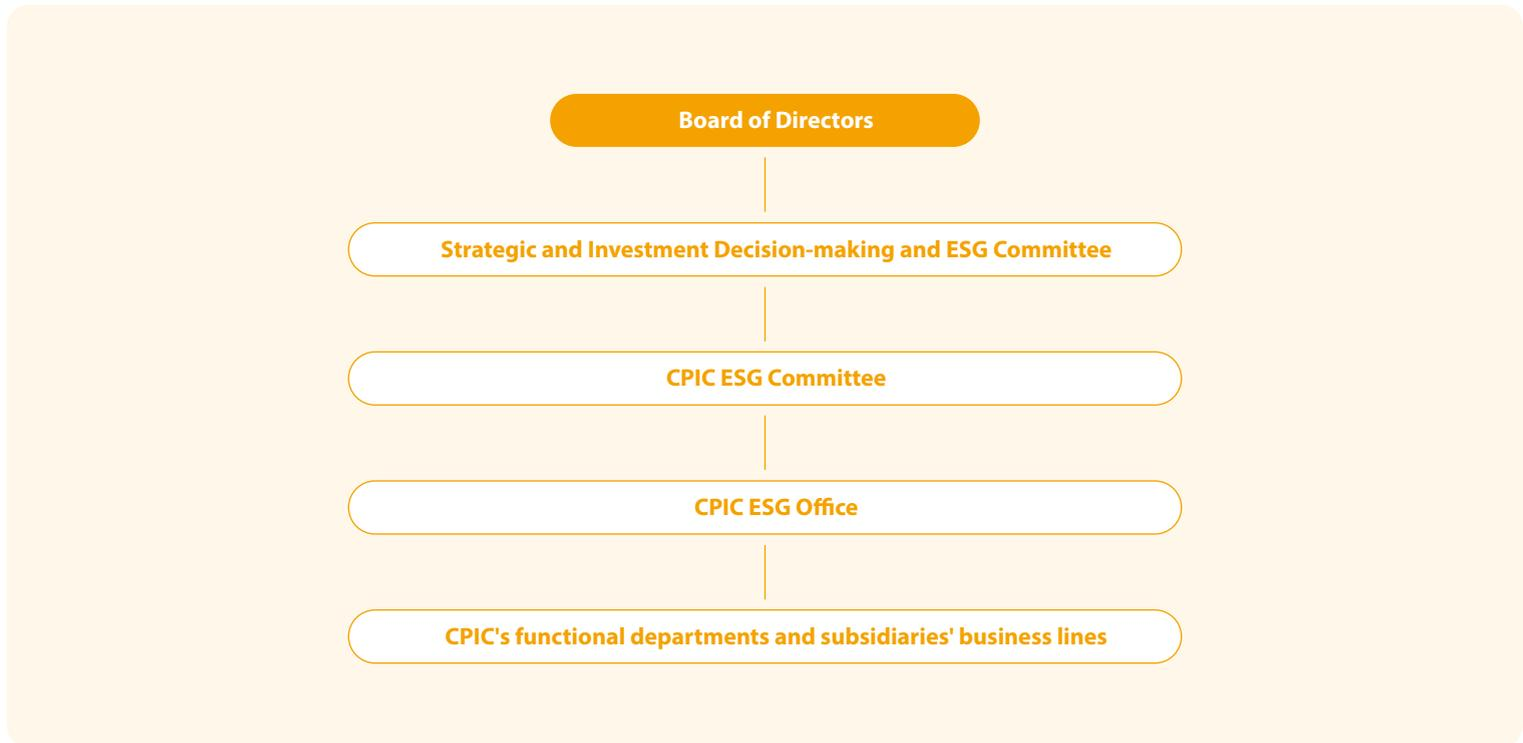 Board of Directors
Strategic and Investment Decision-making and ESG Committee
CPIC ESG Committee
CPIC ESG Office
CPIC's functional departments and subsidiaries' business lines